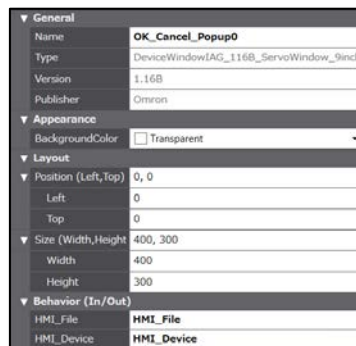 General
Name OK_Cancel_Popup0
Type DeviceWindowIAG_116B_ServoWindow_9incl
Version 1.16B
Publisher Omron
Appearance
BackgroundColor Transparent
Layout
Position (Left,Top) 0, 0
Left 0
Top 0
Size (Width,Height 400, 300
Width 400
Height 300
Behavior (In/Out)
HMI_File HMI_File
HMI_Device HMI_Device